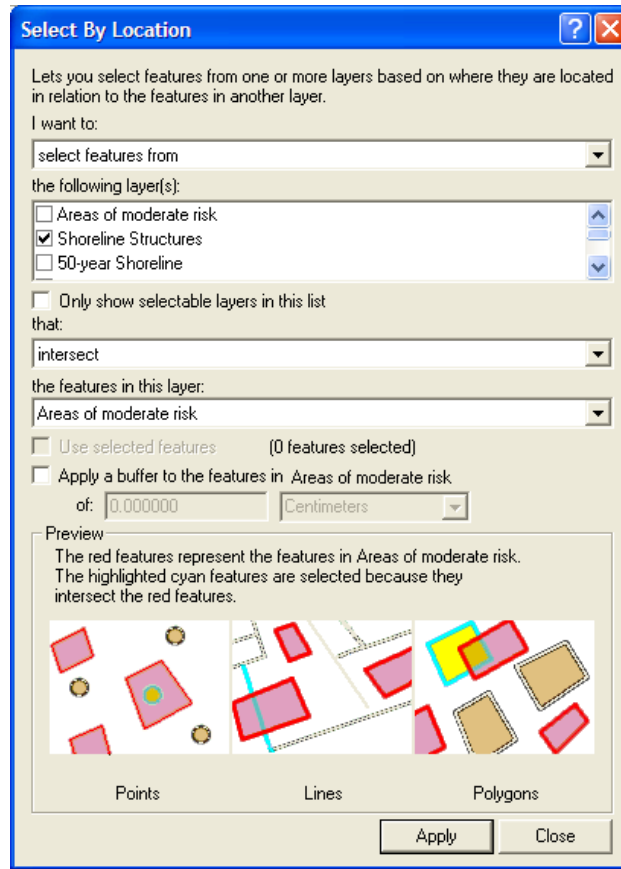 Select By Location
Lets you select features from one or more layers based on where they are located
in relation to the features in another layer.
I want to:
select features from
the following layer(s):
Areas of moderate risk
Shoreline Structures
50-year Shoreline
Only show selectable layers in this list
that:
intersect
the features in this layer:
Areas of moderate risk
Use selected features (0 features selected)
Apply a buffer to the features in Areas of moderate risk
of: 0.000000 Centimeters
Preview
The red features represent the features in Areas of moderate risk.
The highlighted cyan features are selected because they
intersect the red features.
Points Lines Polygons
Apply Close